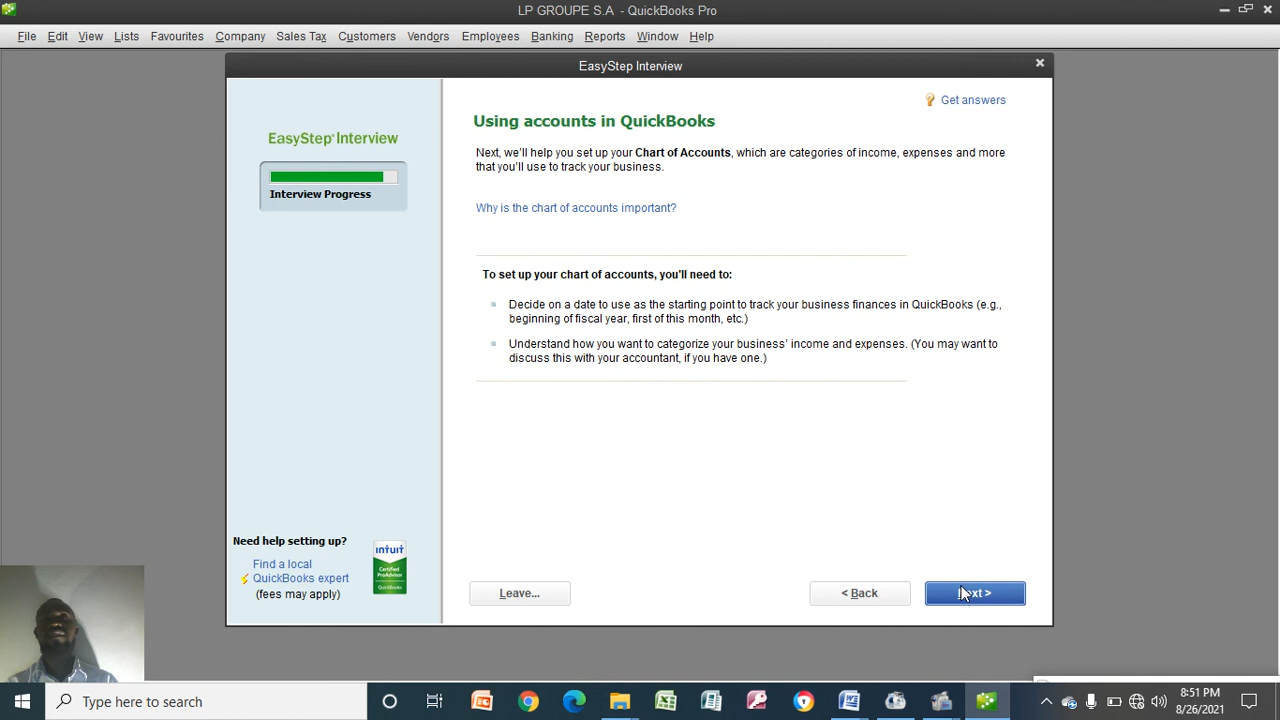 LP GROUPE S.A - QuickBooks Pro
File Edit View Lists Favourites Company Sales Tax Customers Vendors Employees Banking Reports Window Help
EasyStep Interview
Get answers
EasyStep Interview
Interview Progress
Using accounts in QuickBooks
Next, we'll help you set up your Chart of Accounts, which are categories of income, expenses and more
that you'll use to track your business.
Why is the chart of accounts important?
To set up your chart of accounts, you'll need to:
Decide on a date to use as the starting point to track your business finances in QuickBooks (e.g.,
beginning of fiscal year, first of this month, etc.)
Understand how you want to categorize your business' income and expenses. (You may want to
discuss this with your accountant, if you have one.)
Need help setting up?
Find a local
QuickBooks expert
(fees may apply)
intuit
Certified
ProAdvisor
QuickBooks
Leave...
< Back
Next >
Type here to search
8:51 PM
8/26/2021